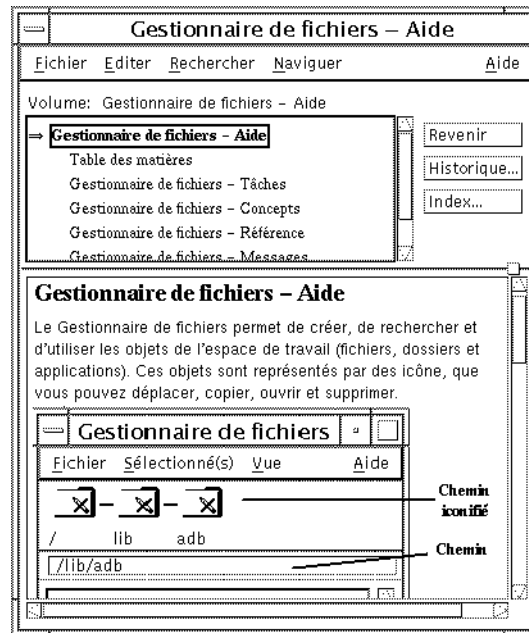 Gestionnaire de fichiers – Aide
Fichier Editer Rechercher Naviguer Aide
Volume: Gestionnaire de fichiers – Aide
⇒ Gestionnaire de fichiers – Aide
Table des matières
Gestionnaire de fichiers – Tâches
Gestionnaire de fichiers – Concepts
Gestionnaire de fichiers – Référence
Gestionnaire de fichiers – Messages
Revenir
Historique...
Index...
Gestionnaire de fichiers – Aide
Le Gestionnaire de fichiers permet de créer, de rechercher et
d'utiliser les objets de l'espace de travail (fichiers, dossiers et
applications). Ces objets sont représentés par des icône, que
vous pouvez déplacer, copier, ouvrir et supprimer.
Gestionnaire de fichiers
Fichier Sélectionné(s) Vue Aide
Chemin
iconifié
/ lib adb
Chemin
/lib/adb